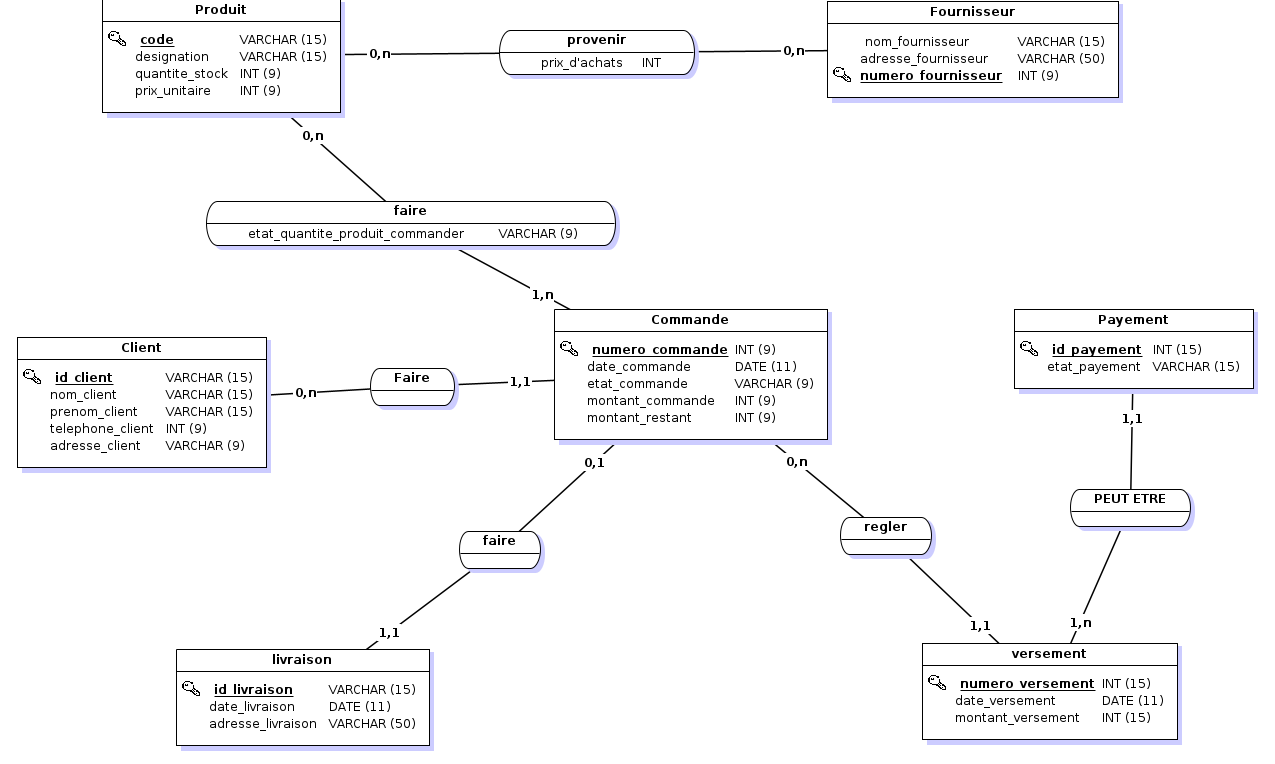 Produit
code VARCHAR (15)
designation VARCHAR (15)
quantite_stock INT (9)
prix_unitaire INT (9)
0,n
provenir
prix_d'achats INT
0,n
Fournisseur
nom_fournisseur VARCHAR (15)
adresse_fournisseur VARCHAR (50)
numero_fournisseur INT (9)
0,n
faire
etat_quantite_produit_commander VARCHAR (9)
1,n
Client
id_client VARCHAR (15)
nom_client VARCHAR (15)
prenom_client VARCHAR (15)
telephone_client INT (9)
adresse_client VARCHAR (9)
0,n
Faire
1,1
Commande
numero_commande INT (9)
date_commande DATE (11)
etat_commande VARCHAR (9)
montant_commande INT (9)
montant_restant INT (9)
Payement
id_payement INT (15)
etat_payement VARCHAR (15)
1,1
0,1
0,n
PEUT ETRE
regler
faire
1,n
1,1
1,1
livraison
id_livraison VARCHAR (15)
date_livraison DATE (11)
adresse_livraison VARCHAR (50)
versement
numero_versement INT (15)
date_versement DATE (11)
montant_versement INT (15)